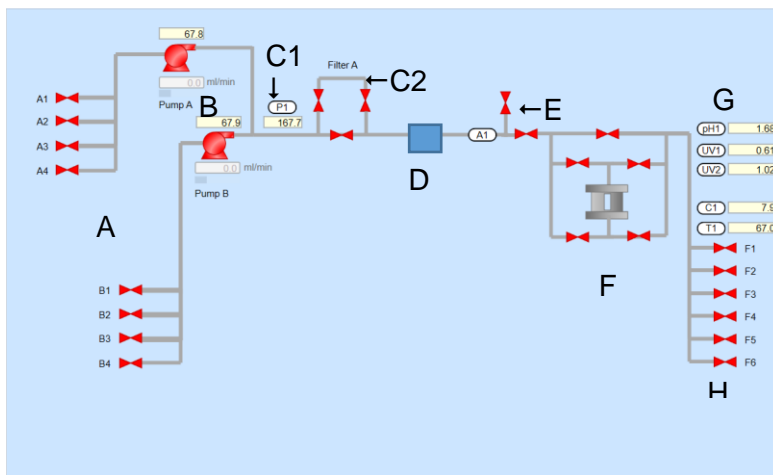 67.8
C1
Filter A
C2
0.0 ml/min
Pump A
B
A1
A2
A3
A4
P1
167.7
67.9
E
G
A1
pH1 1.68
UV1 0.61
UV2 1.02
0.0 ml/min
Pump B
D
C1 7.9
T1 67.0
A
F
F1
F2
F3
F4
F5
F6
B1
B2
B3
B4
H